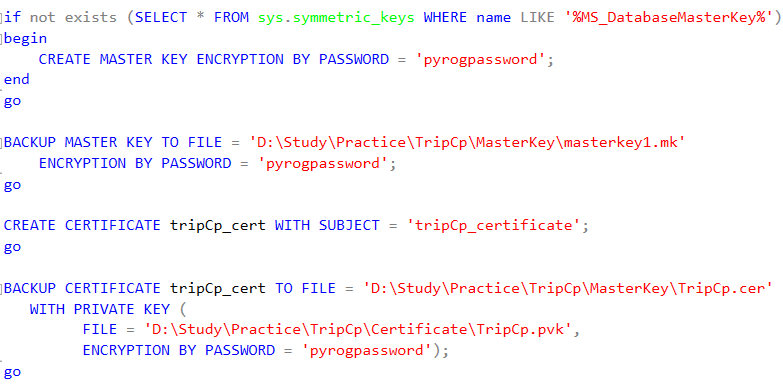 if not exists (SELECT * FROM sys.symmetric_keys WHERE name LIKE '%MS_DatabaseMasterKey%')
begin
    CREATE MASTER KEY ENCRYPTION BY PASSWORD = 'pyrogpassword';
end
go

BACKUP MASTER KEY TO FILE = 'D:\Study\Practice\TripCp\MasterKey\masterkey1.mk'
    ENCRYPTION BY PASSWORD = 'pyrogpassword';
go

CREATE CERTIFICATE tripCp_cert WITH SUBJECT = 'tripCp_certificate';
go

BACKUP CERTIFICATE tripCp_cert TO FILE = 'D:\Study\Practice\TripCp\MasterKey\TripCp.cer'
   WITH PRIVATE KEY (
         FILE = 'D:\Study\Practice\TripCp\Certificate\TripCp.pvk',
         ENCRYPTION BY PASSWORD = 'pyrogpassword');
go